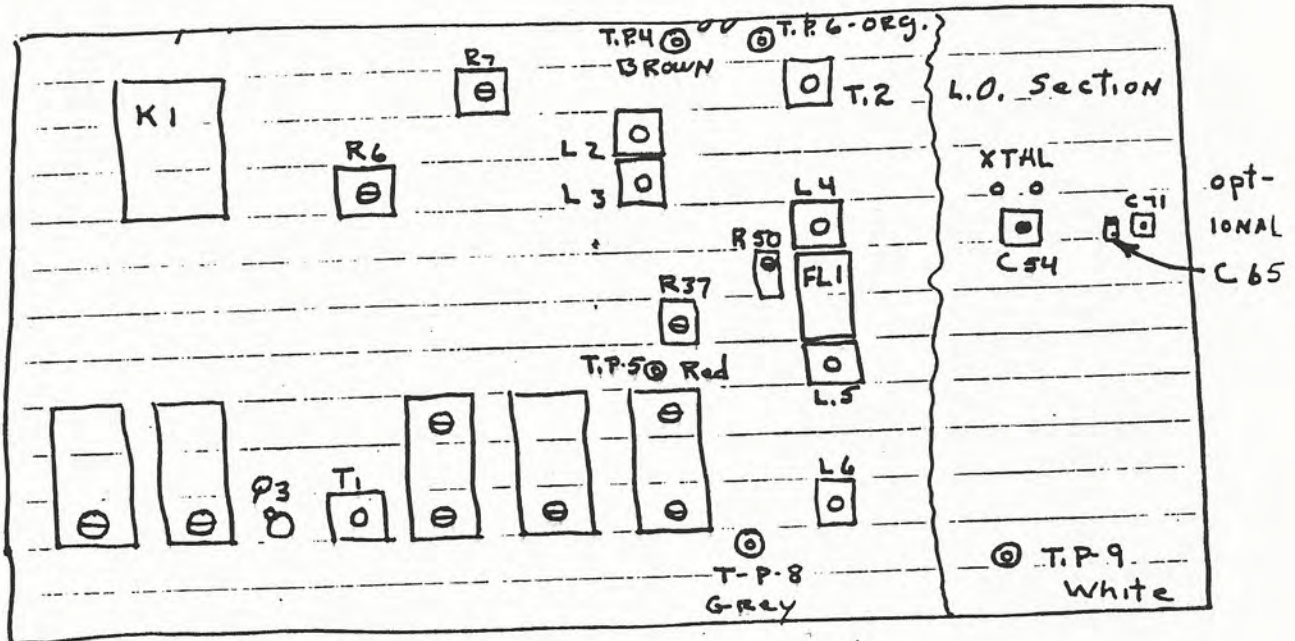 T.P.4
BROWN
T.P. 6-ORG.
R7
K1
T.2
L.O. Section
L2
R6
L3
XTAL
L4
opt-
IONAL
C71
R50
C54
C65
FL1
R37
T.P.5 Red
L.5
Q3
T1
L6
T-P-8
Grey
T.P-9
White